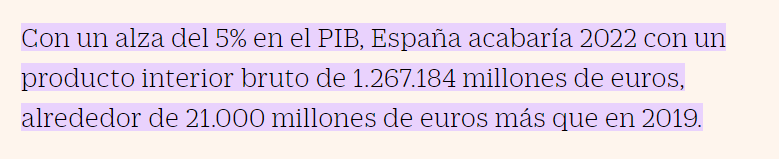 Con un alza del 5% en el PIB, España acabaría 2022 con un
producto interior bruto de 1.267.184 millones de euros,
alrededor de 21.000 millones de euros más que en 2019.